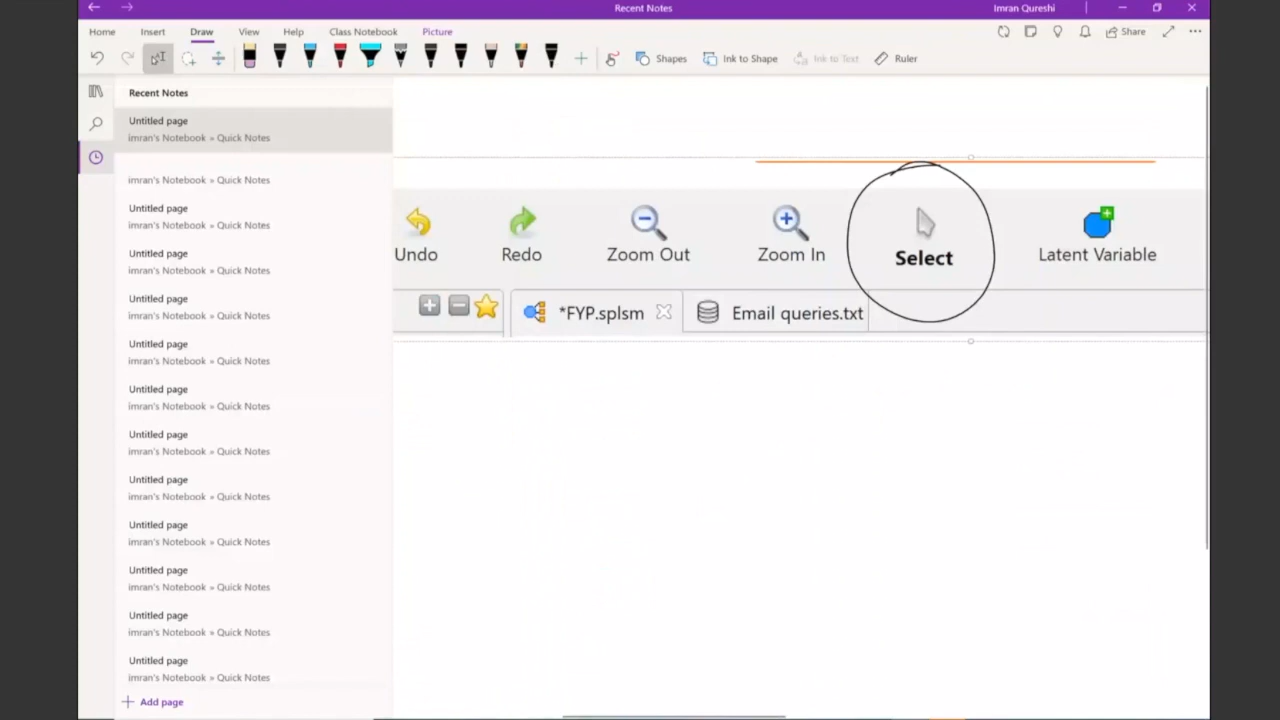 Recent Notes
Imran Qureshi
Home Insert Draw View Help Class Notebook Picture
Share
Shapes Ink to Shape Ink to Text Ruler
Recent Notes
Untitled page
imran's Notebook » Quick Notes
imran's Notebook » Quick Notes
Untitled page
imran's Notebook » Quick Notes
Untitled page
imran's Notebook » Quick Notes
Untitled page
imran's Notebook » Quick Notes
Untitled page
imran's Notebook » Quick Notes
Untitled page
imran's Notebook » Quick Notes
Untitled page
imran's Notebook » Quick Notes
Untitled page
imran's Notebook » Quick Notes
Untitled page
imran's Notebook » Quick Notes
Untitled page
imran's Notebook » Quick Notes
Untitled page
imran's Notebook » Quick Notes
Untitled page
imran's Notebook » Quick Notes
Add page
Undo Redo Zoom Out Zoom In Select Latent Variable
*FYP.splsm Email queries.txt